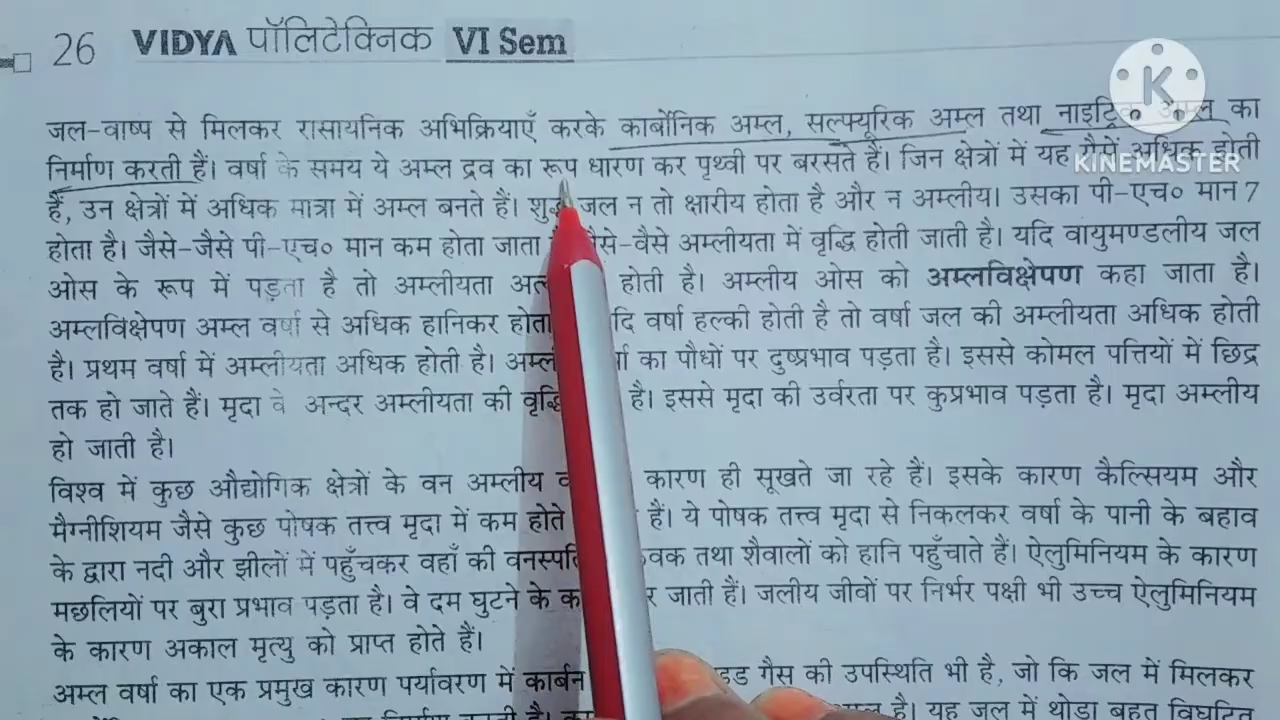 26 VIDYA पॉलिटेक्निक VI Sem
K
KINEMASTER
जल-वाष्प से मिलकर रासायनिक अभिक्रियाएँ करके कार्बोनिक अम्ल, सल्फ्यूरिक अम्ल तथा नाइट्रिक अम्ल का
निर्माण करती हैं। वर्षा के समय ये अम्ल द्रव का रूप धारण कर पृथ्वी पर बरसते हैं। जिन क्षेत्रों में यह गैसें अधिक होती
हैं, उन क्षेत्रों में अधिक मात्रा में अम्ल बनते हैं। शुद्ध जल न तो क्षारीय होता है और न अम्लीय। उसका पी-एच० मान 7
होता है। जैसे-जैसे पी-एच० मान कम होता जाता वैसे-वैसे अम्लीयता में वृद्धि होती जाती है। यदि वायुमण्डलीय जल
ओस के रूप में पड़ता है तो अम्लीयता होती है। अम्लीय ओस को अम्लविक्षेपण कहा जाता है।
अम्लविक्षेपण अम्ल वर्षा से अधिक हानिकर होता यदि वर्षा हल्की होती है तो वर्षा जल की अम्लीयता अधिक होती
है। प्रथम वर्षा में अम्लीयता अधिक होती है। का पौधों पर दुष्प्रभाव पड़ता है। इससे कोमल पत्तियों में छिद्र
तक हो जाते हैं। मृदा के अन्दर अम्लीयता की वृद्धि है। इससे मृदा की उर्वरता पर कुप्रभाव पड़ता है। मृदा अम्लीय
हो जाती है।
विश्व में कुछ औद्योगिक क्षेत्रों के वन अम्लीय कारण ही सूखते जा रहे हैं। इसके कारण कैल्सियम और
मैग्नीशियम जैसे कुछ पोषक तत्त्व मृदा में कम होते हैं। ये पोषक तत्त्व मृदा से निकलकर वर्षा के पानी के बहाव
के द्वारा नदी और झीलों में पहुँचकर वहाँ की तथा शैवालों को हानि पहुँचाते हैं। ऐलुमिनियम के कारण
मछलियों पर बुरा प्रभाव पड़ता है। वे दम घुटने के जाती हैं। जलीय जीवों पर निर्भर पक्षी भी उच्च ऐलुमिनियम
के कारण अकाल मृत्यु को प्राप्त होते हैं।
अम्ल वर्षा का एक प्रमुख कारण पर्यावरण में कार्बन गैस की उपस्थिति भी है, जो कि जल में मिलकर
है। यह जल में थोड़ा बहुत विघटित